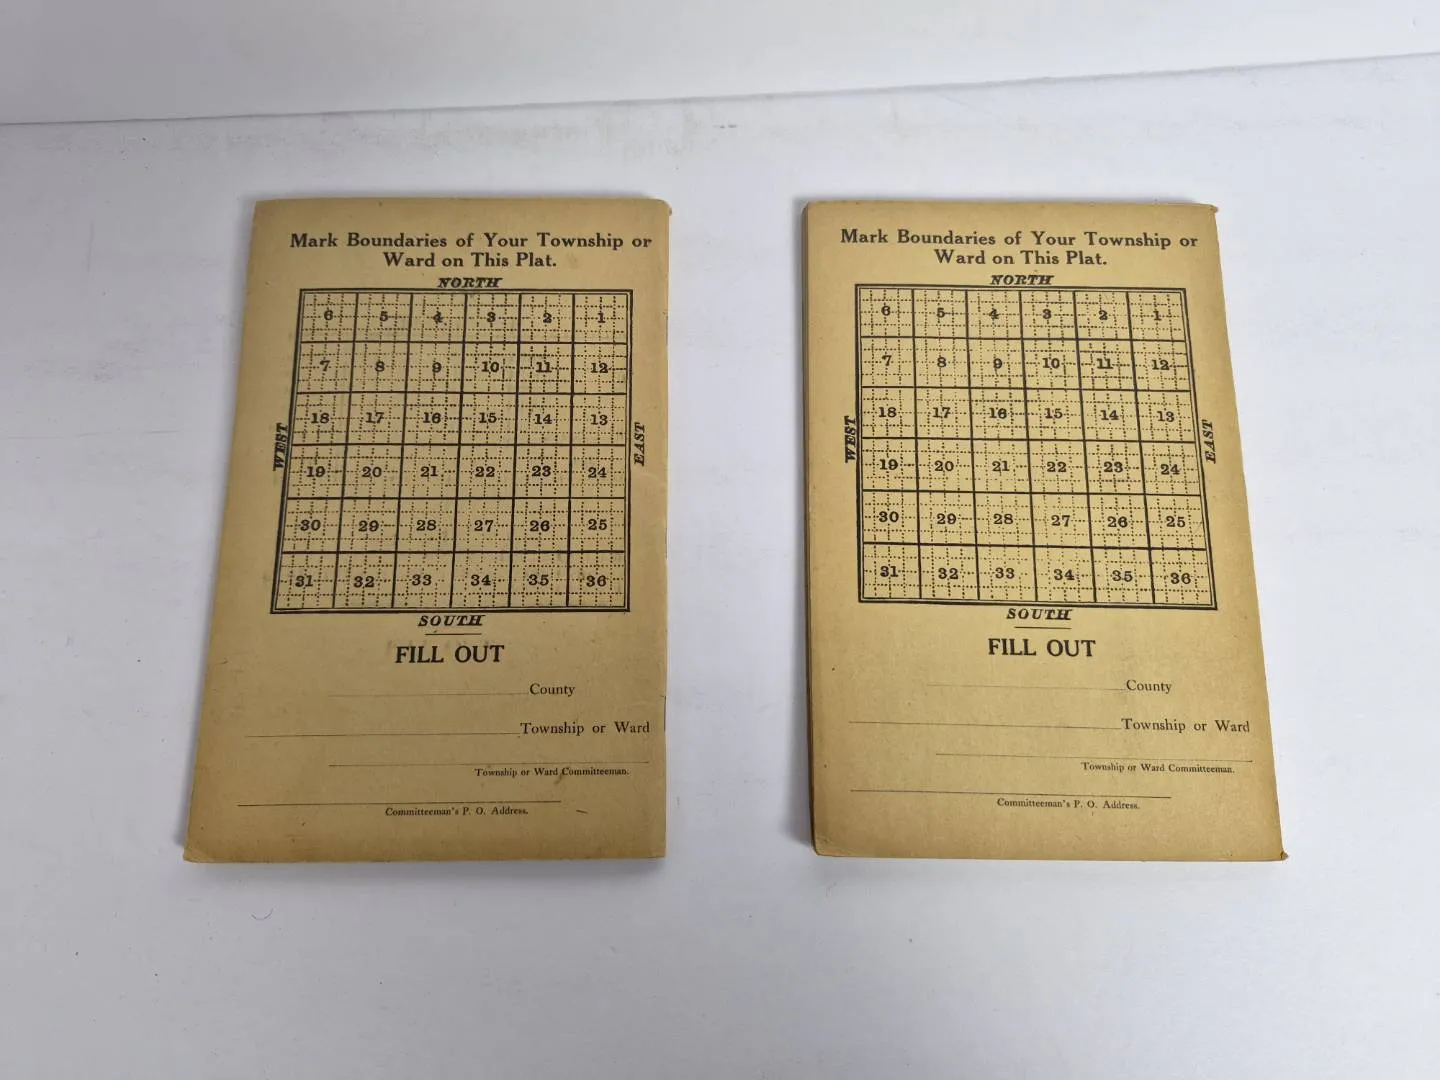 Mark Boundaries of Your Township or
Ward on This Plat.
NORTH
6 5 4 3 2 1
7 8 9 10 11 12
18 17 16 15 14 13
WEST
EAST
19 20 21 22 23 24
30 29 28 27 26 25
31 32 33 34 35 36
SOUTH
FILL OUT
County
Township or Ward
Township or Ward Committeeman.
Committeeman's P. O. Address.
Mark Boundaries of Your Township or
Ward on This Plat.
NORTH
6 5 4 3 2 1
7 8 9 10 11 12
18 17 16 15 14 13
WEST
EAST
19 20 21 22 23 24
30 29 28 27 26 25
31 32 33 34 35 36
SOUTH
FILL OUT
County
Township or Ward
Township or Ward Committeeman.
Committeeman's P. O. Address.